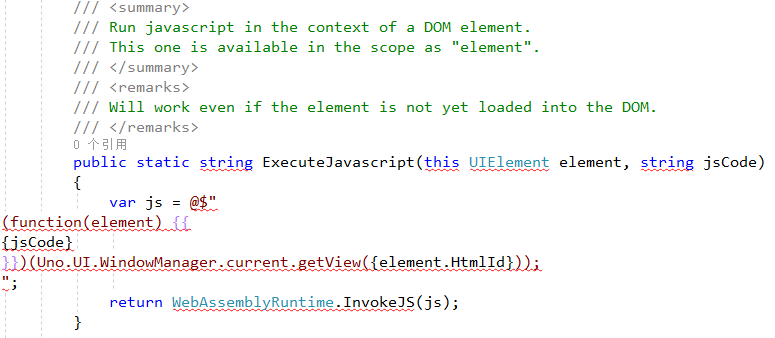 /// <summary>
/// Run javascript in the context of a DOM element.
/// This one is available in the scope as "element".
/// </summary>
/// <remarks>
/// Will work even if the element is not yet loaded into the DOM.
/// </remarks>
0 个引用
public static string ExecuteJavascript(this UIElement element, string jsCode)
{
var js = @$"
(function(element) {{
{jsCode}
}})(Uno.UI.WindowManager.current.getView({element.HtmlId}));
";
return WebAssemblyRuntime.InvokeJS(js);
}